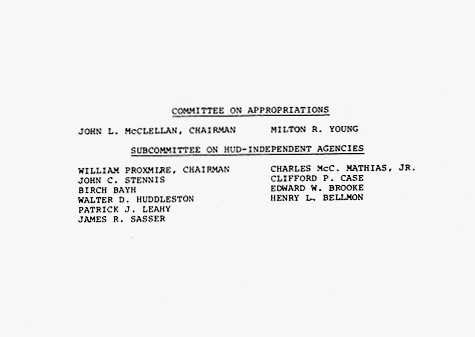 COMMITTEE ON APPROPRIATIONS
JOHN L. McCLELLAN, CHAIRMAN MILTON R. YOUNG
SUBCOMMITTEE ON HUD-INDEPENDENT AGENCIES
WILLIAM PROXMIRE, CHAIRMAN CHARLES McC. MATHIAS, JR.
JOHN C. STENNIS CLIFFORD P. CASE
BIRCH BAYH EDWARD W. BROOKE
WALTER D. HUDDLESTON HENRY L. BELLMON
PATRICK J. LEAHY
JAMES R. SASSER